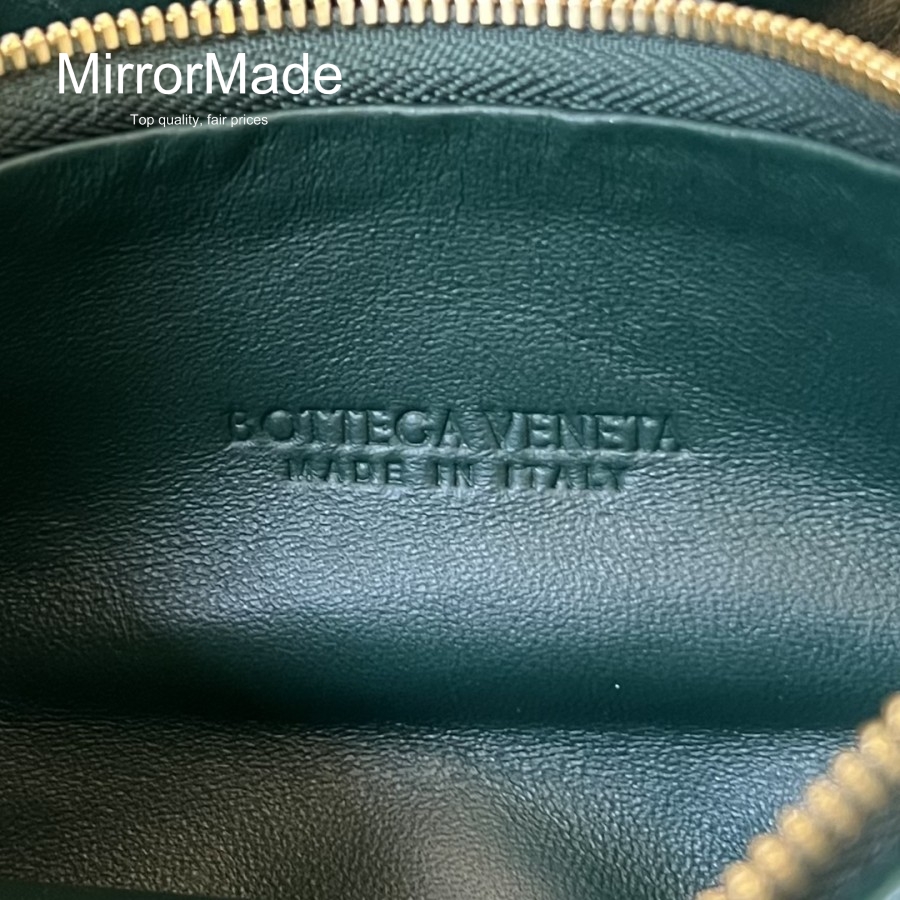 MirrorMade
Top quality, fair prices
BOTTEGA VENETA
MADE IN ITALY